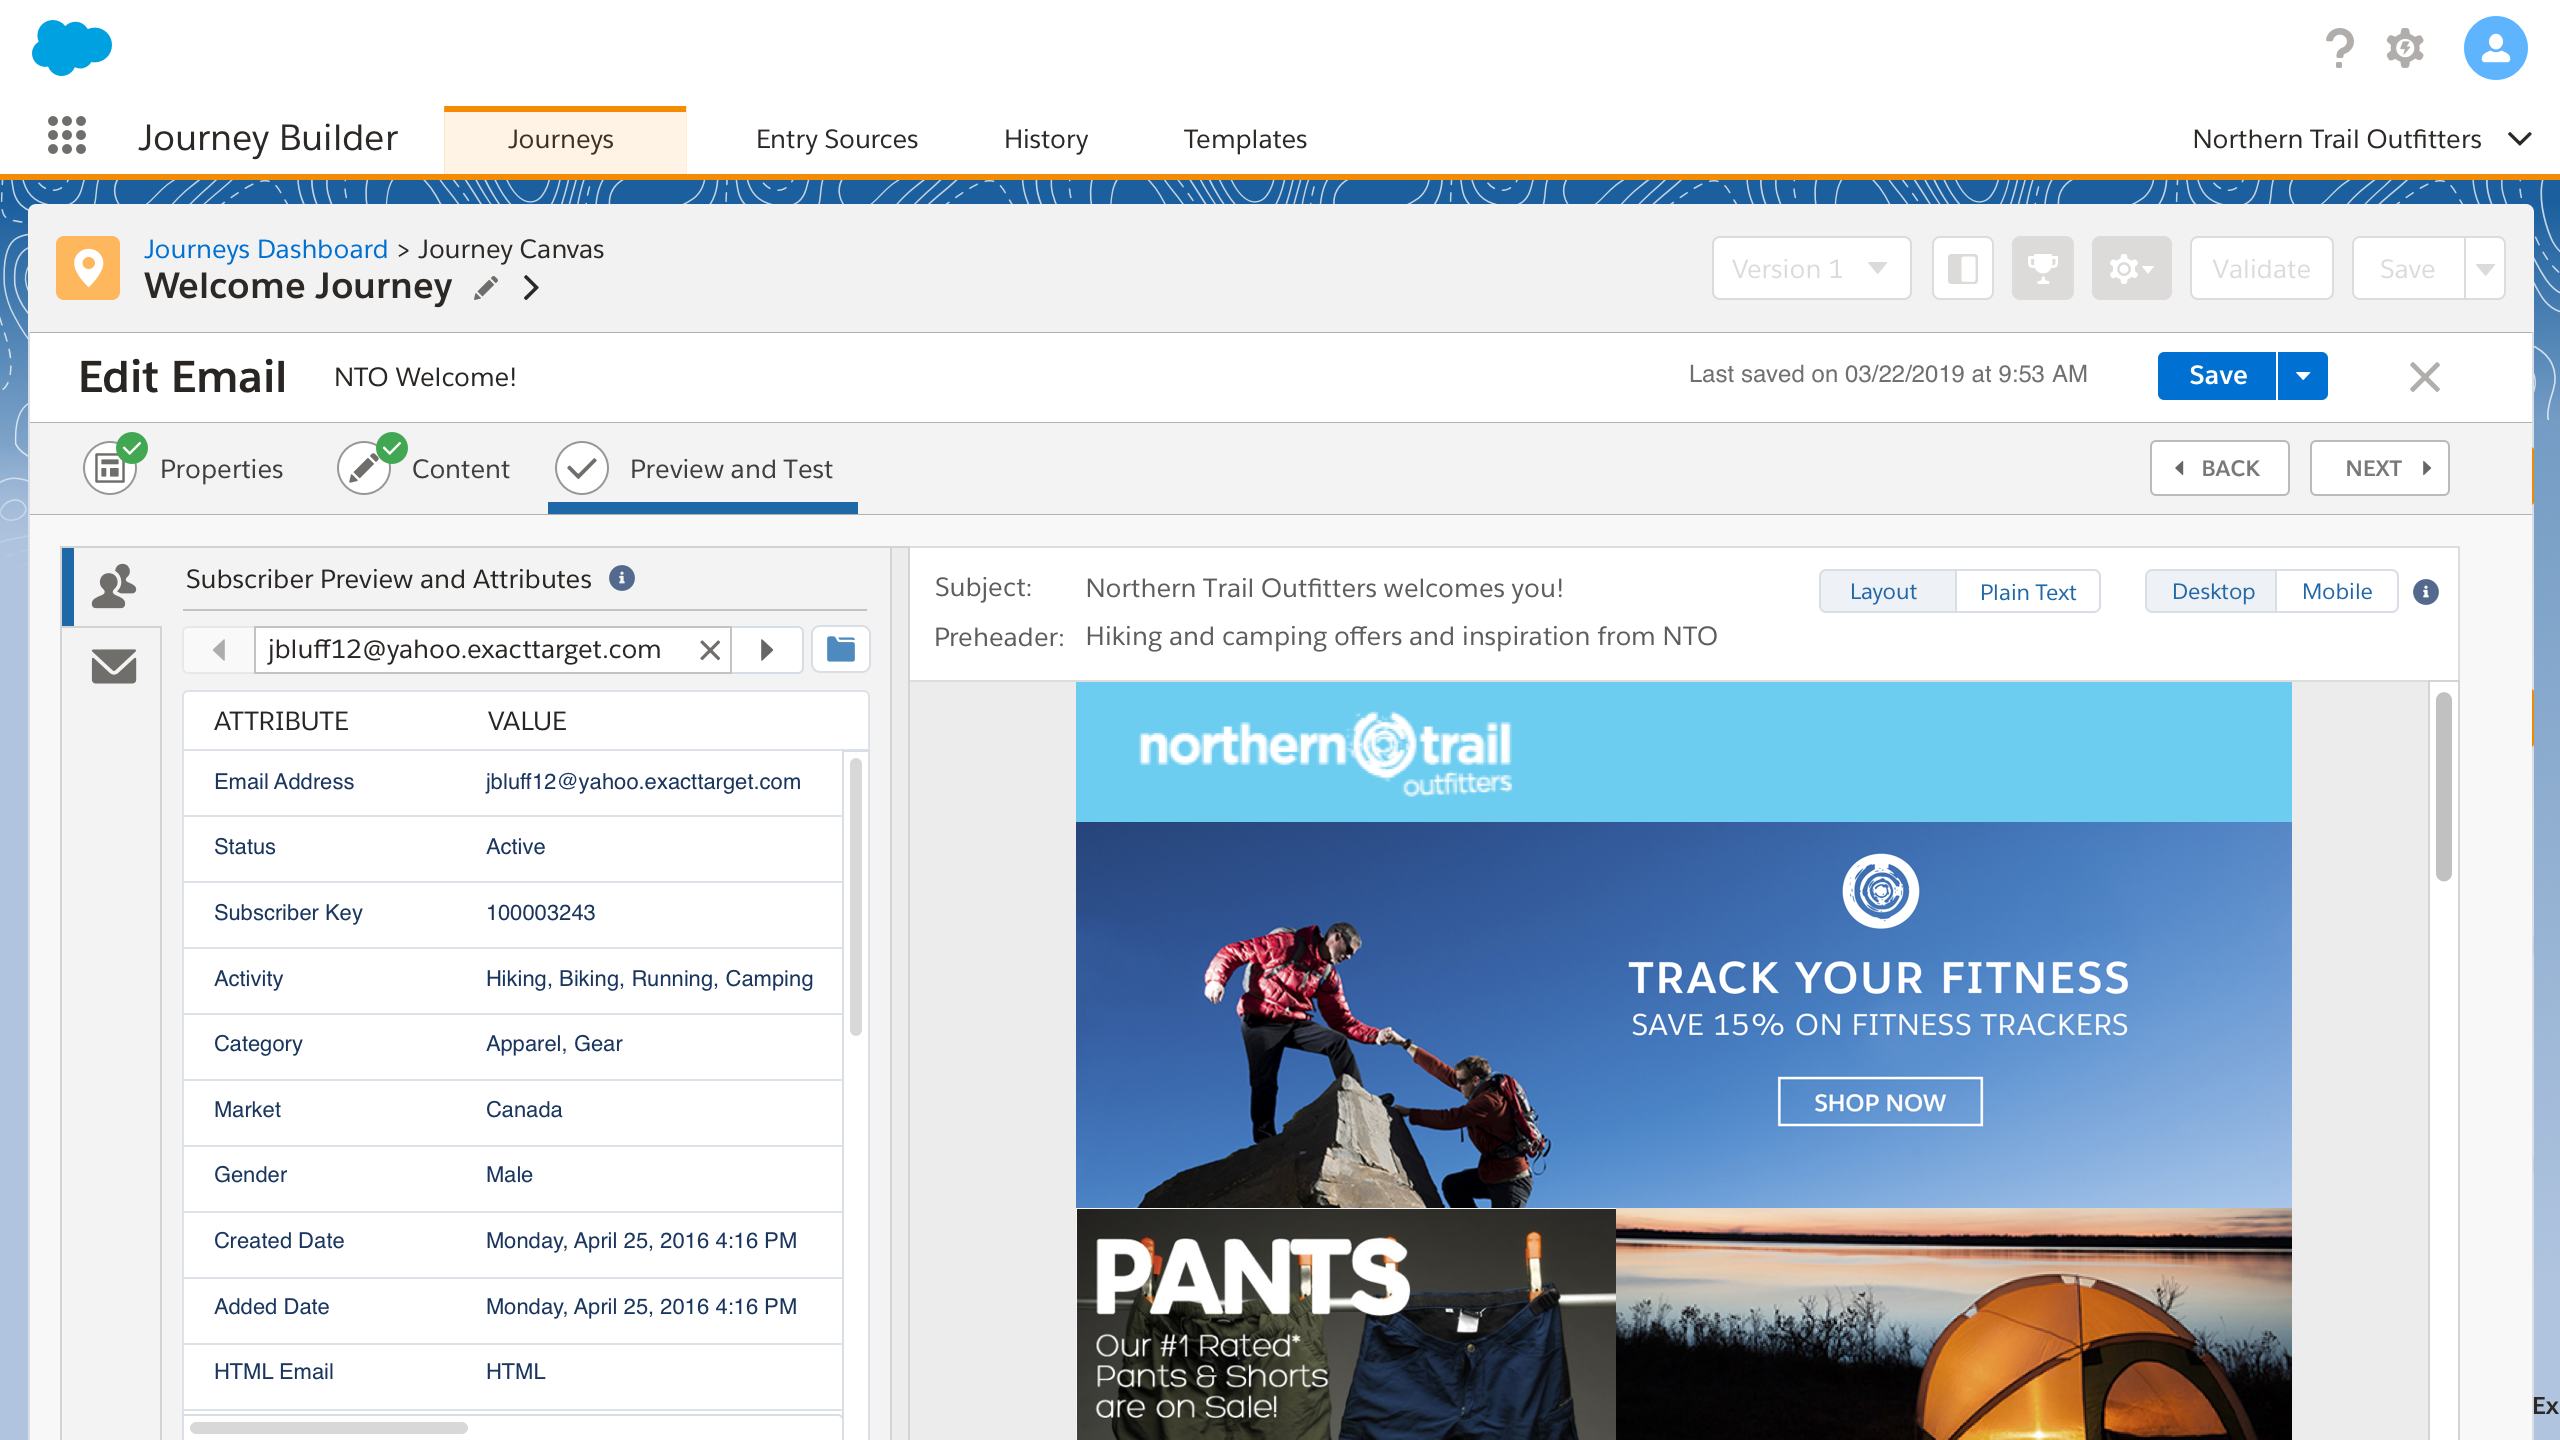 Journey Builder
Journeys
Entry Sources
History
Templates
Northern Trail Outfitters
Journeys Dashboard > Journey Canvas
Welcome Journey
Version 1
Validate
Save
Edit Email
NTO Welcome!
Last saved on 03/22/2019 at 9:53 AM
Save
Properties
Content
Preview and Test
BACK
NEXT
Subscriber Preview and Attributes
jbluff12@yahoo.exacttarget.com
ATTRIBUTE VALUE
Email Address jbluff12@yahoo.exacttarget.com
Status Active
Subscriber Key 100003243
Activity Hiking, Biking, Running, Camping
Category Apparel, Gear
Market Canada
Gender Male
Created Date Monday, April 25, 2016 4:16 PM
Added Date Monday, April 25, 2016 4:16 PM
HTML Email HTML
Subject: Northern Trail Outfitters welcomes you!
Preheader: Hiking and camping offers and inspiration from NTO
Layout
Plain Text
Desktop
Mobile
northern trail
outfitters
TRACK YOUR FITNESS
SAVE 15% ON FITNESS TRACKERS
SHOP NOW
PANTS
Our #1 Rated*
Pants & Shorts
are on Sale!
Ex